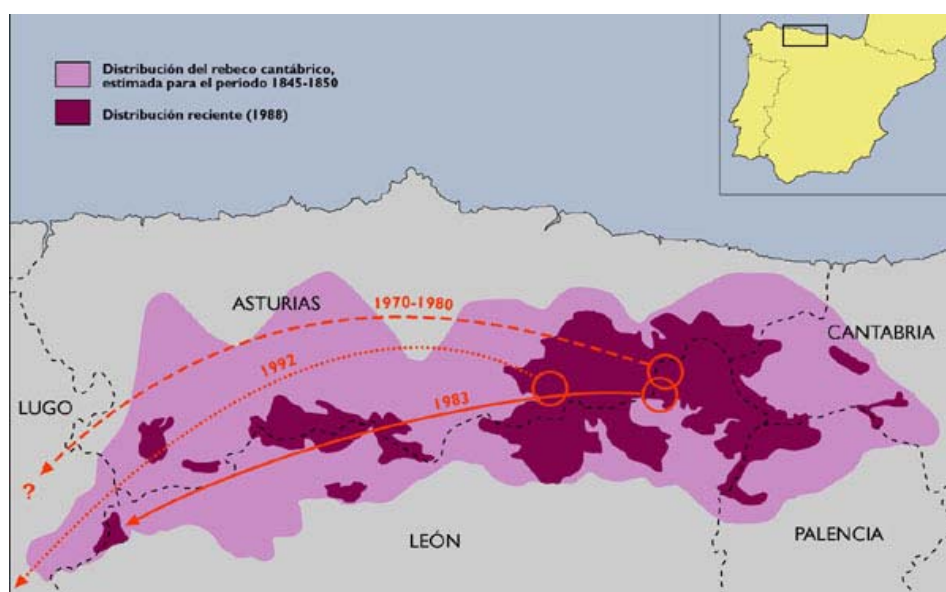 Distribución del rebeco cantábrico,
estimada para el periodo 1845-1850
Distribución reciente (1988)
ASTURIAS
1970-1980
CANTABRIA
1992
LUGO
1983
?
LEÓN
PALENCIA